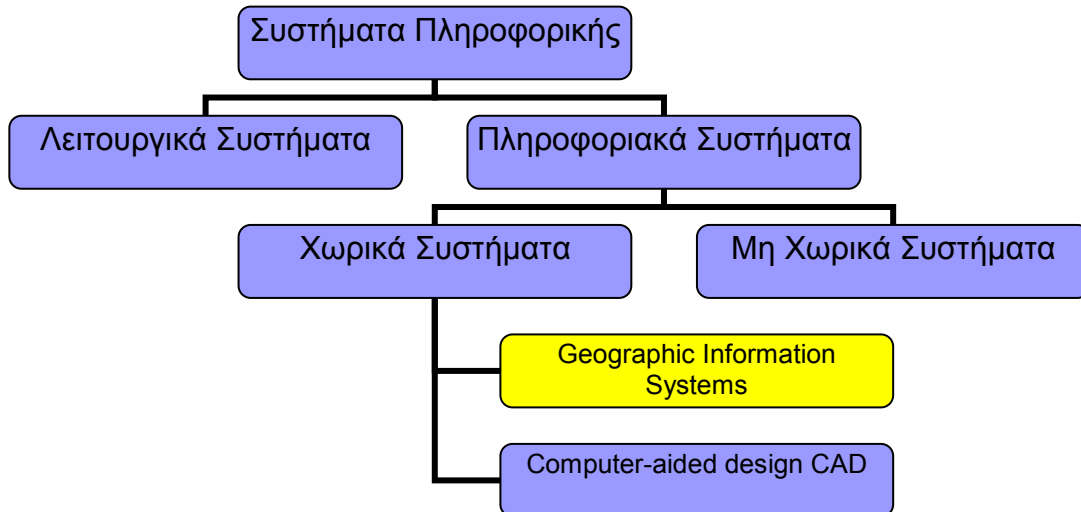 Συστήματα Πληροφορικής
Λειτουργικά Συστήματα
Πληροφοριακά Συστήματα
Χωρικά Συστήματα
Μη Χωρικά Συστήματα
Geographic Information
Systems
Computer-aided design CAD